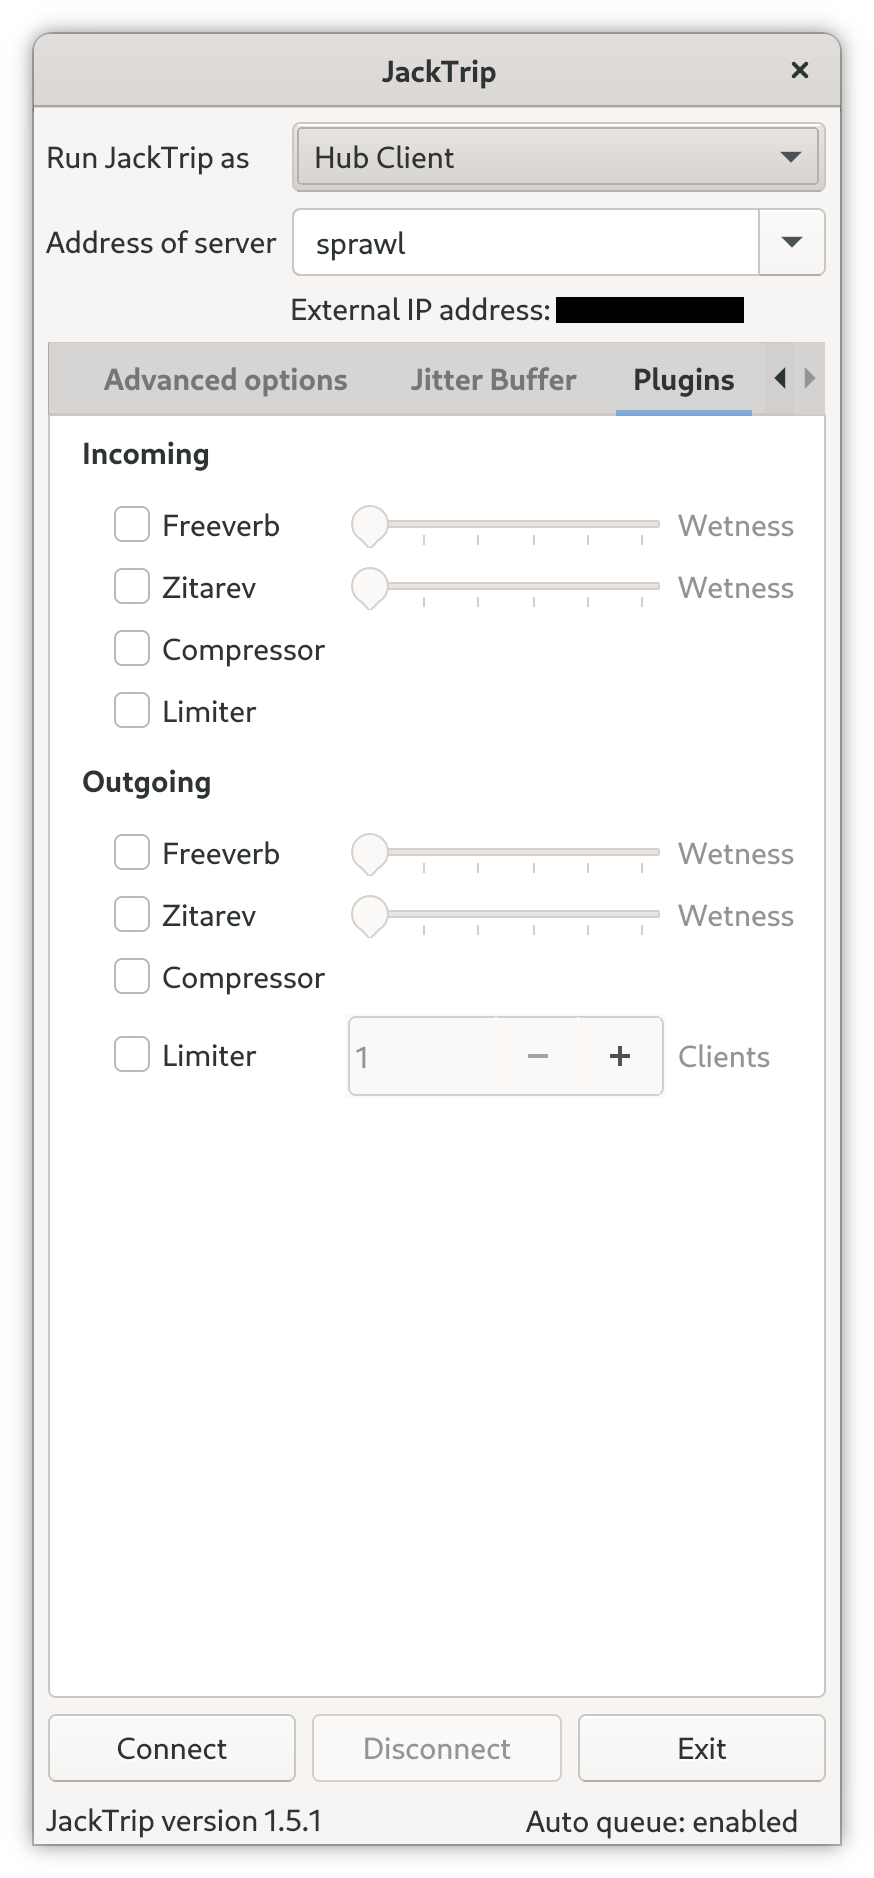 JackTrip
Run JackTrip as Hub Client
Address of server sprawl
External IP address:
Advanced options Jitter Buffer Plugins
Incoming
Freeverb Wetness
Zitarev Wetness
Compressor
Limiter
Outgoing
Freeverb Wetness
Zitarev Wetness
Compressor
Limiter 1 − + Clients
Connect Disconnect Exit
JackTrip version 1.5.1 Auto queue: enabled